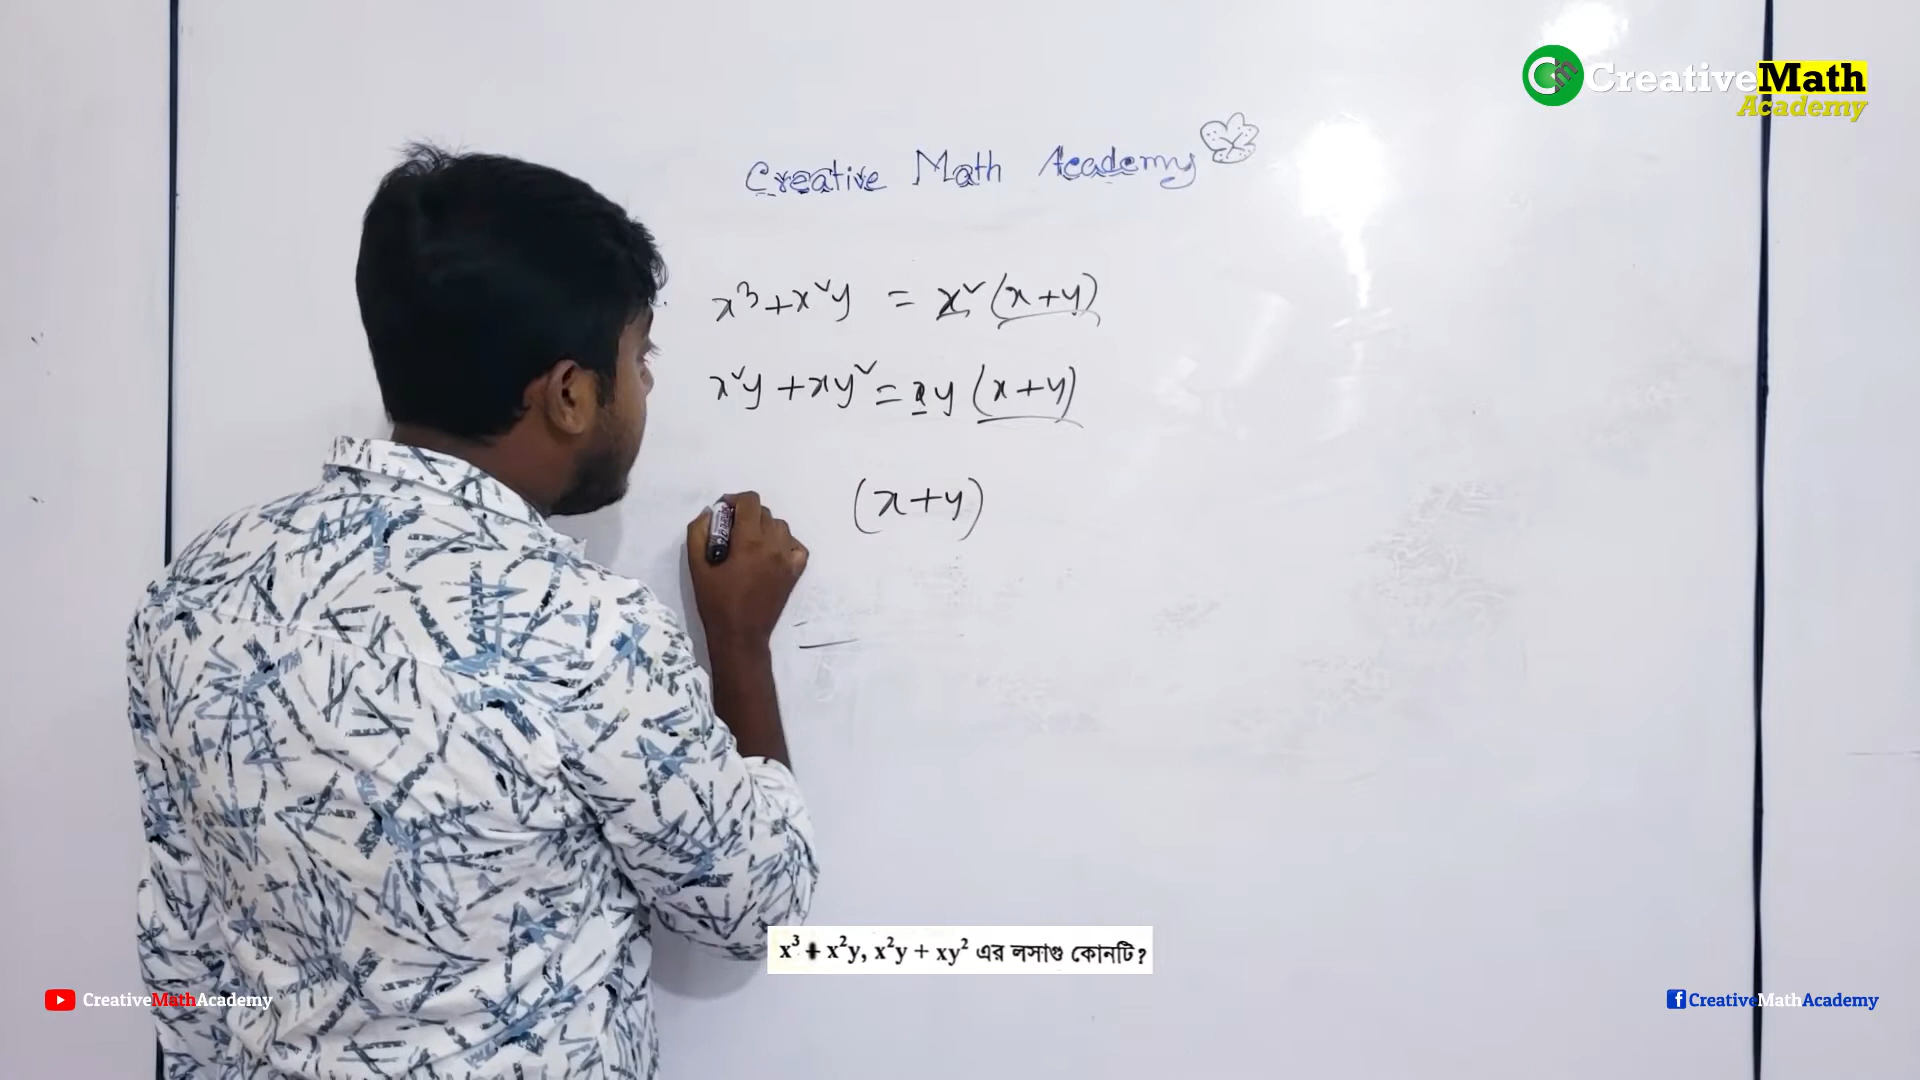 CreativeMath
Academy
Creative Math Academy
x³+x²y = x²(x+y)
x²y+xy²=xy(x+y)
(x+y)
x³ + x²y, x²y + xy² এর লসাগু কোনটি?
CreativeMathAcademy
CreativeMathAcademy